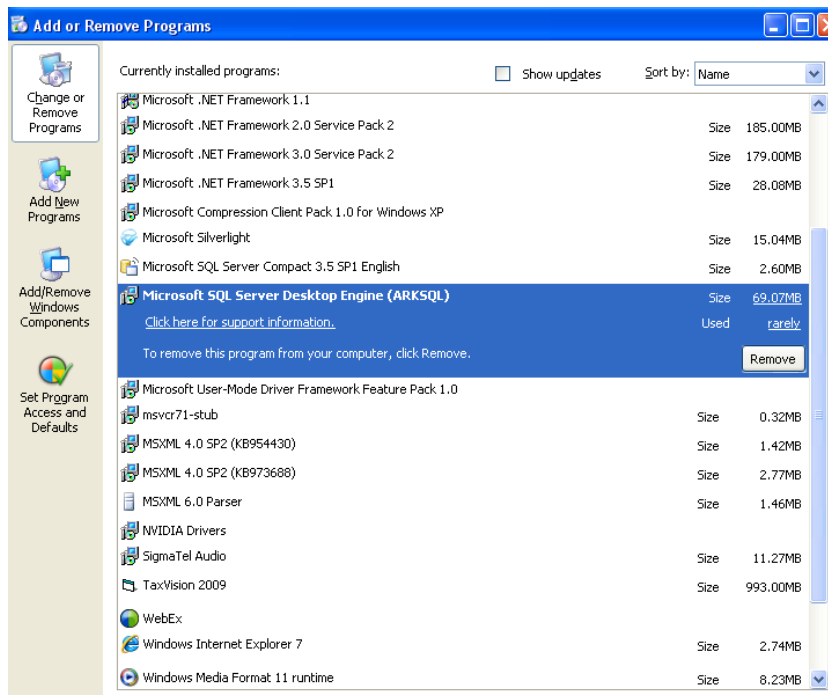 Add or Remove Programs
Change or
Remove
Programs
Add New
Programs
Add/Remove
Windows
Components
Set Program
Access and
Defaults
Currently installed programs:
Show updates
Sort by: Name
Microsoft .NET Framework 1.1
Microsoft .NET Framework 2.0 Service Pack 2 Size 185.00MB
Microsoft .NET Framework 3.0 Service Pack 2 Size 179.00MB
Microsoft .NET Framework 3.5 SP1 Size 28.08MB
Microsoft Compression Client Pack 1.0 for Windows XP
Microsoft Silverlight Size 15.04MB
Microsoft SQL Server Compact 3.5 SP1 English Size 2.60MB
Microsoft SQL Server Desktop Engine (ARKSQL) Size 69.07MB
Click here for support information. Used rarely
To remove this program from your computer, click Remove. Remove
Microsoft User-Mode Driver Framework Feature Pack 1.0
msvcr71-stub Size 0.32MB
MSXML 4.0 SP2 (KB954430) Size 1.42MB
MSXML 4.0 SP2 (KB973688) Size 2.77MB
MSXML 6.0 Parser Size 1.46MB
NVIDIA Drivers
SigmaTel Audio Size 11.27MB
TaxVision 2009 Size 993.00MB
WebEx
Windows Internet Explorer 7 Size 2.74MB
Windows Media Format 11 runtime Size 8.23MB